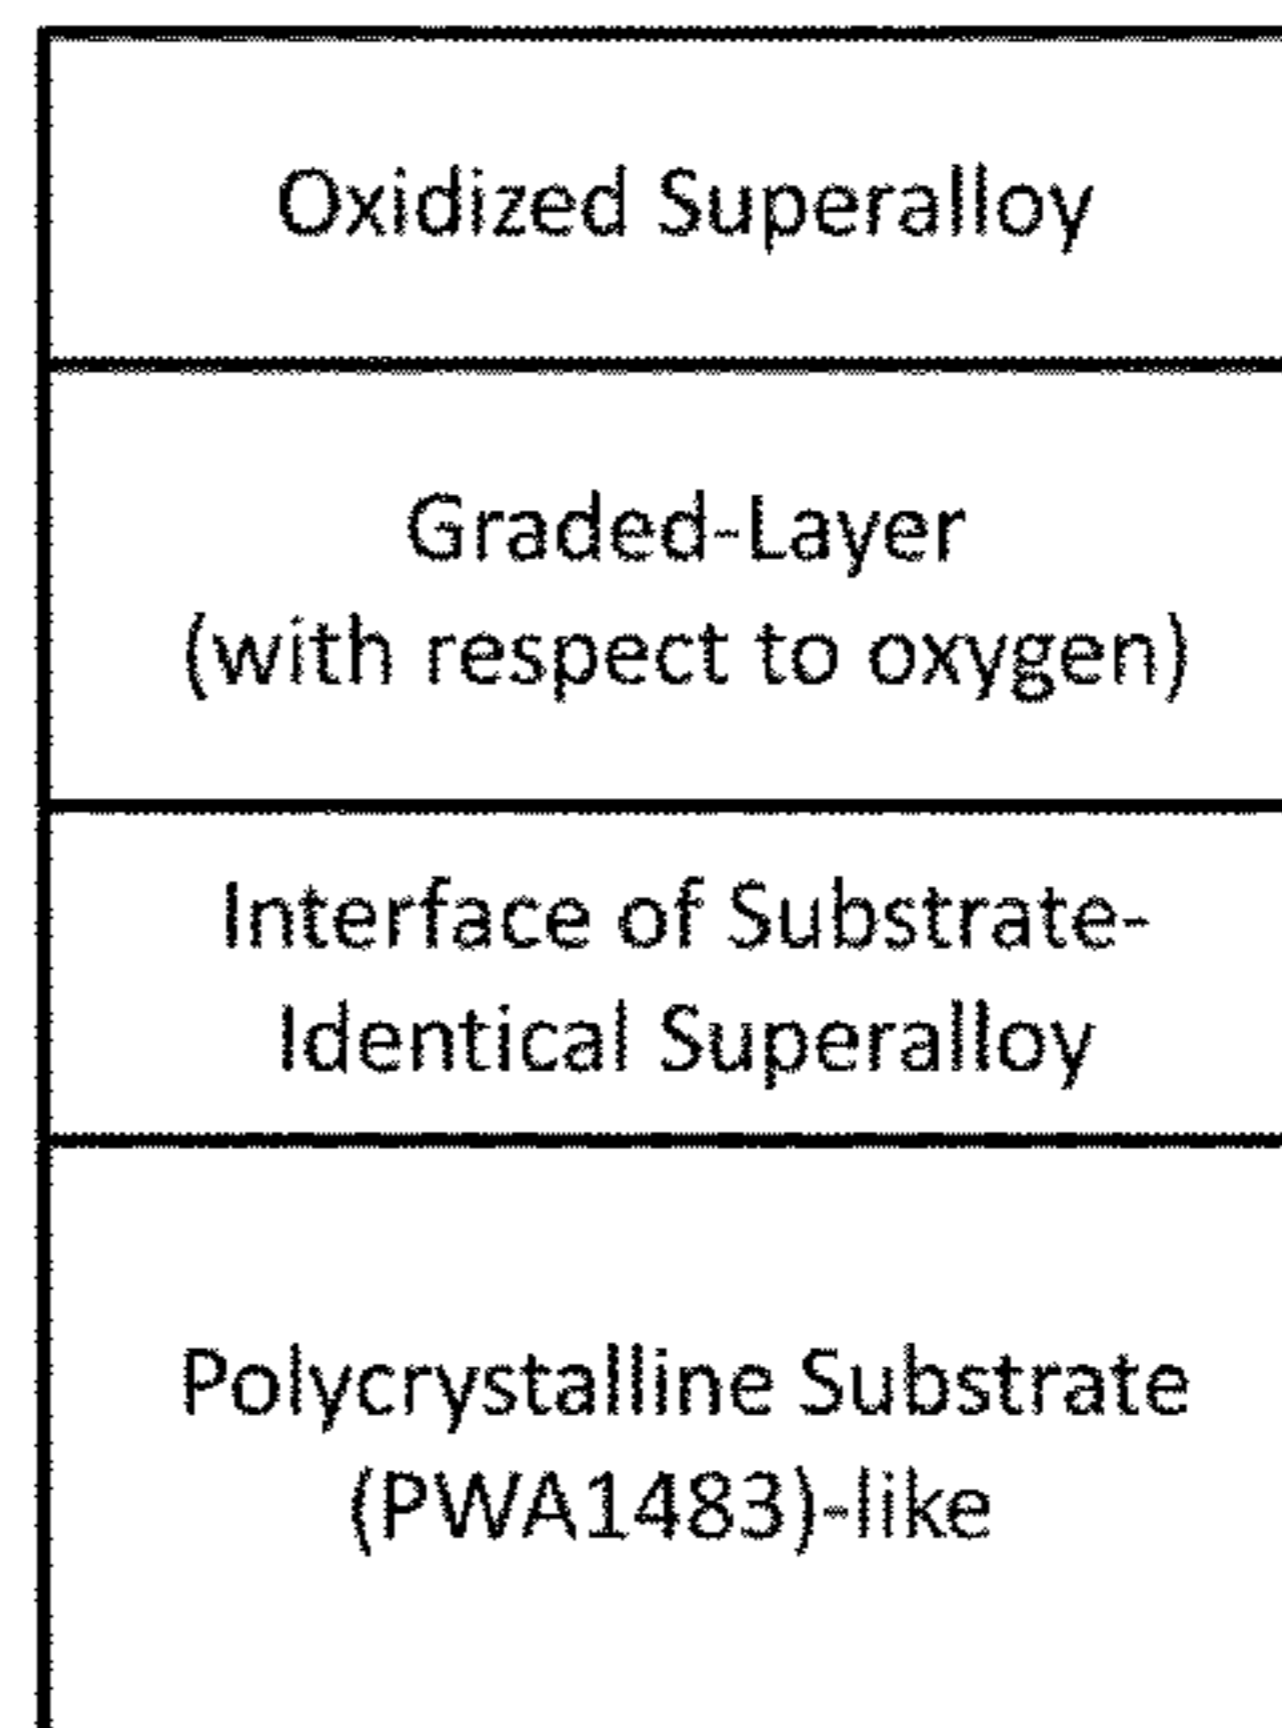 Oxidized Superalloy
Graded-Layer
(with respect to oxygen)
Interface of Substrate-
Identical Superalloy
Polycrystalline Substrate
(PWA1483)-like